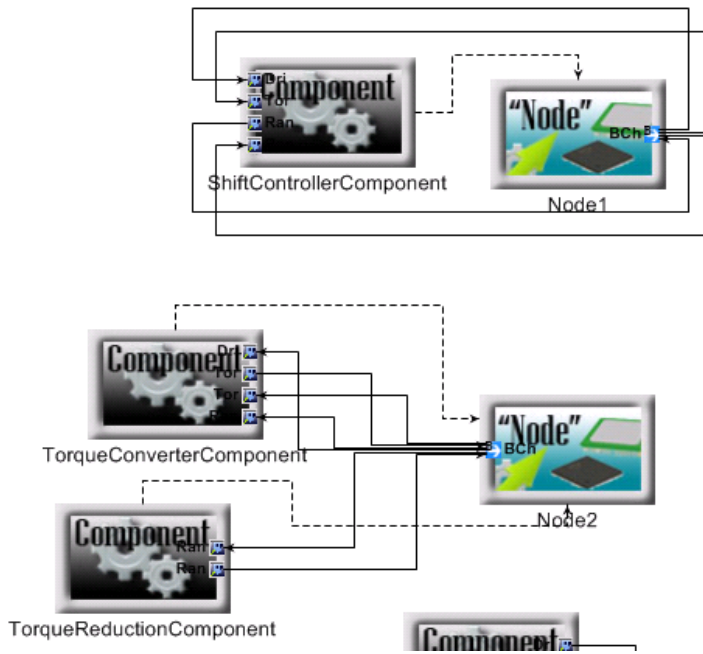 Component
Dri
Tor
Ran
ShiftControllerComponent
"Node"
BCh
Node1
Component
Dri
Tor
Tor
TorqueConverterComponent
"Node"
BCh
Node2
Component
Ran
Ran
TorqueReductionComponent
Component